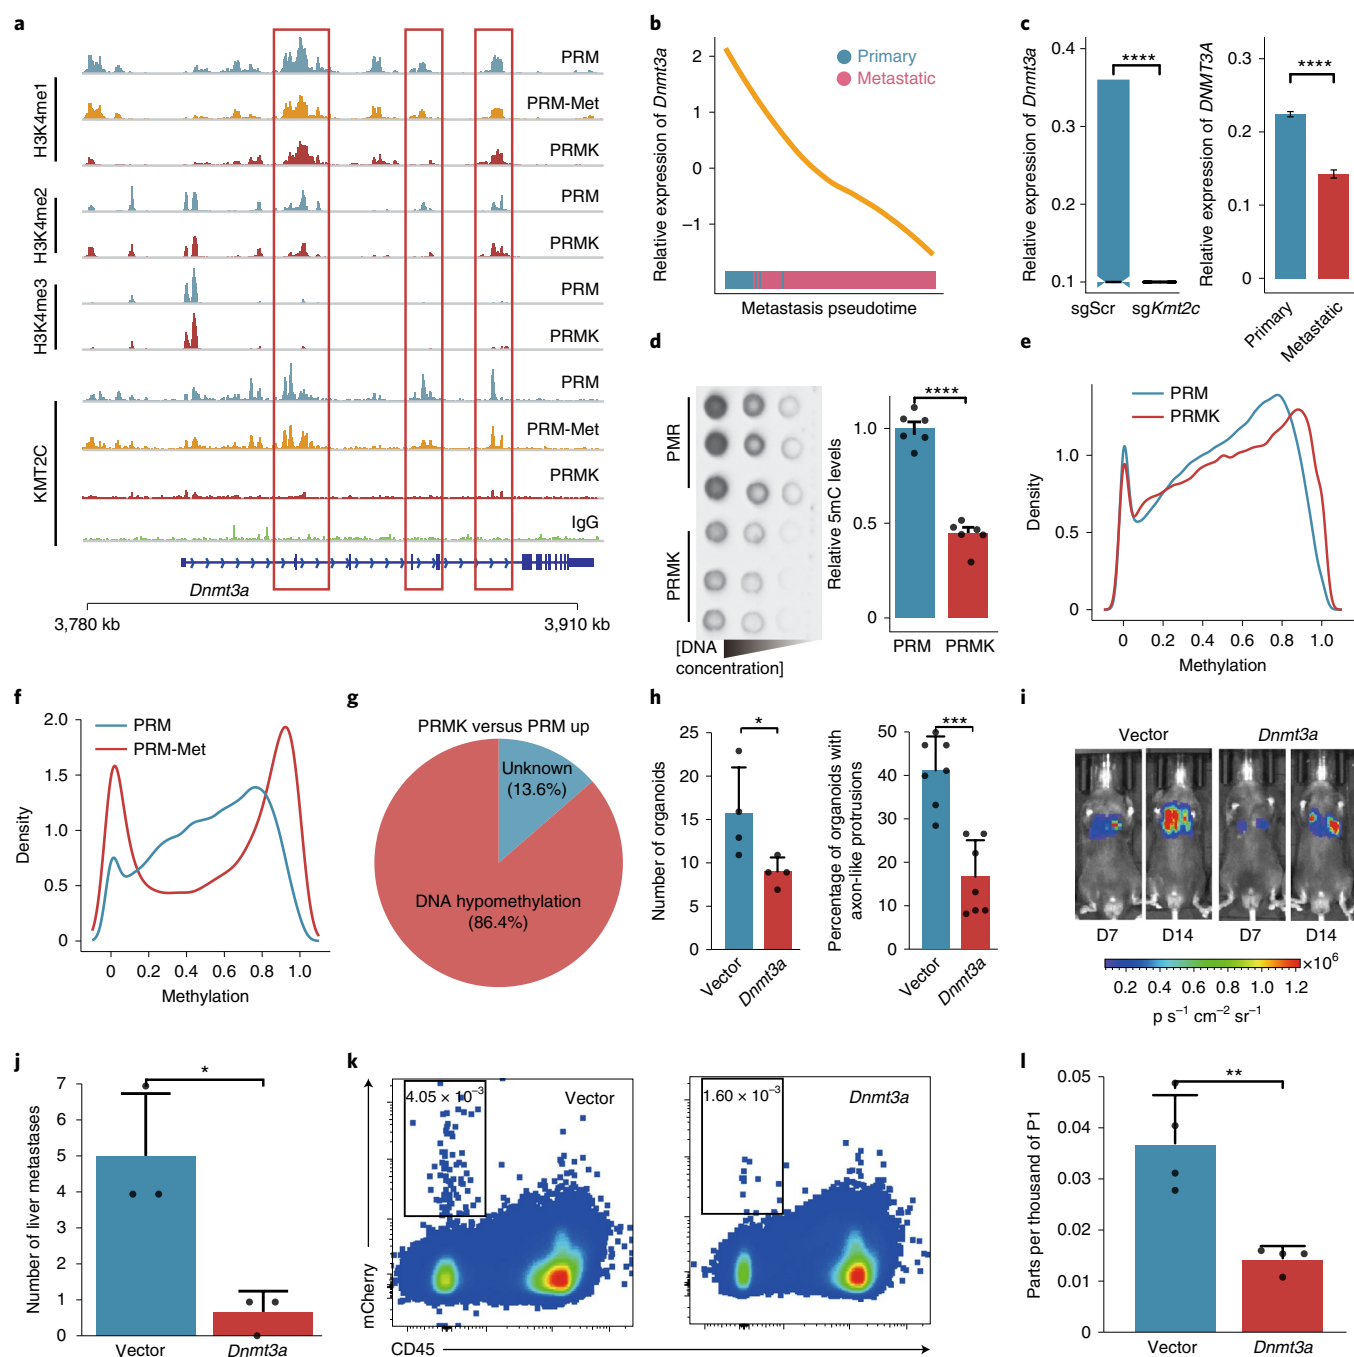 a
H3K4me1
H3K4me2
H3K4me3
KMT2C
PRM
PRM-Met
PRMK
PRM
PRMK
PRM
PRMK
PRM
PRM-Met
PRMK
IgG
Dnmt3a
3,780 kb
3,910 kb
b
Relative expression of Dnmt3a
2
1
0
−1
Primary
Metastatic
Metastasis pseudotime
c
Relative expression of Dnmt3a
0.4
0.3
0.2
0.1
****
sgScr
sgKmt2c
Relative expression of DNMT3A
0.3
0.2
0.1
0
****
Primary
Metastatic
d
PMR
PRMK
[DNA
concentration]
Relative 5mC levels
1.0
0.5
0
****
PRM
PRMK
e
PRM
PRMK
Density
1.0
0.5
0
0
0.2
0.4
0.6
0.8
1.0
Methylation
f
PRM
PRM-Met
Density
2.0
1.5
1.0
0.5
0
0
0.2
0.4
0.6
0.8
1.0
Methylation
g
PRMK versus PRM up
Unknown
(13.6%)
DNA hypomethylation
(86.4%)
h
Number of organoids
25
20
15
10
5
0
*
Vector
Dnmt3a
Percentage of organoids with
axon-like protrusions
50
40
30
20
10
0
***
Vector
Dnmt3a
i
Vector
Dnmt3a
D7
D14
D7
D14
0.2
0.4
0.6
0.8
1.0
1.2
×10⁶
p s⁻¹ cm⁻² sr⁻¹
j
Number of liver metastases
7
6
5
4
3
2
1
0
*
Vector
Dnmt3a
k
mCherry
4.05 × 10⁻³
Vector
1.60 × 10⁻³
Dnmt3a
CD45
l
Parts per thousand of P1
0.05
0.04
0.03
0.02
0.01
0
**
Vector
Dnmt3a